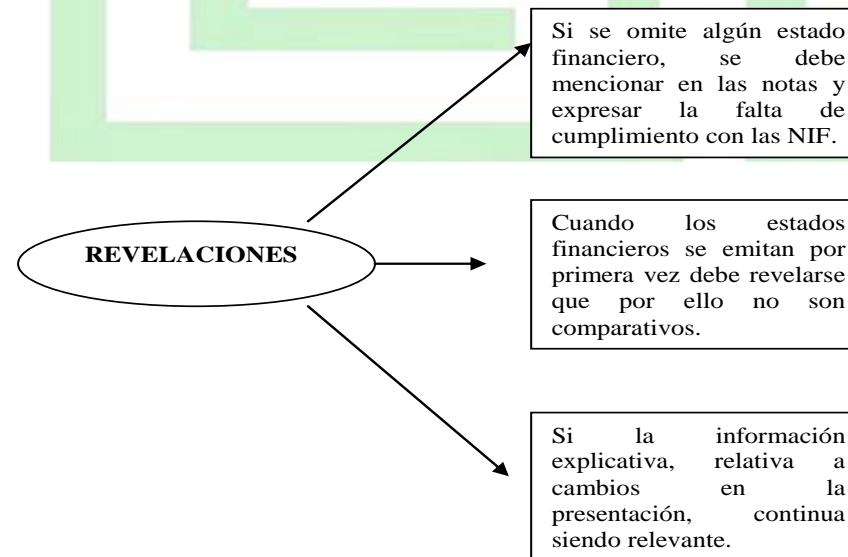 Si se omite algún estado
financiero, se debe
mencionar en las notas y
expresar la falta de
cumplimiento con las NIF.
REVELACIONES
Cuando los estados
financieros se emitan por
primera vez debe revelarse
que por ello no son
comparativos.
Si la información
explicativa, relativa a
cambios en la
presentación, continua
siendo relevante.